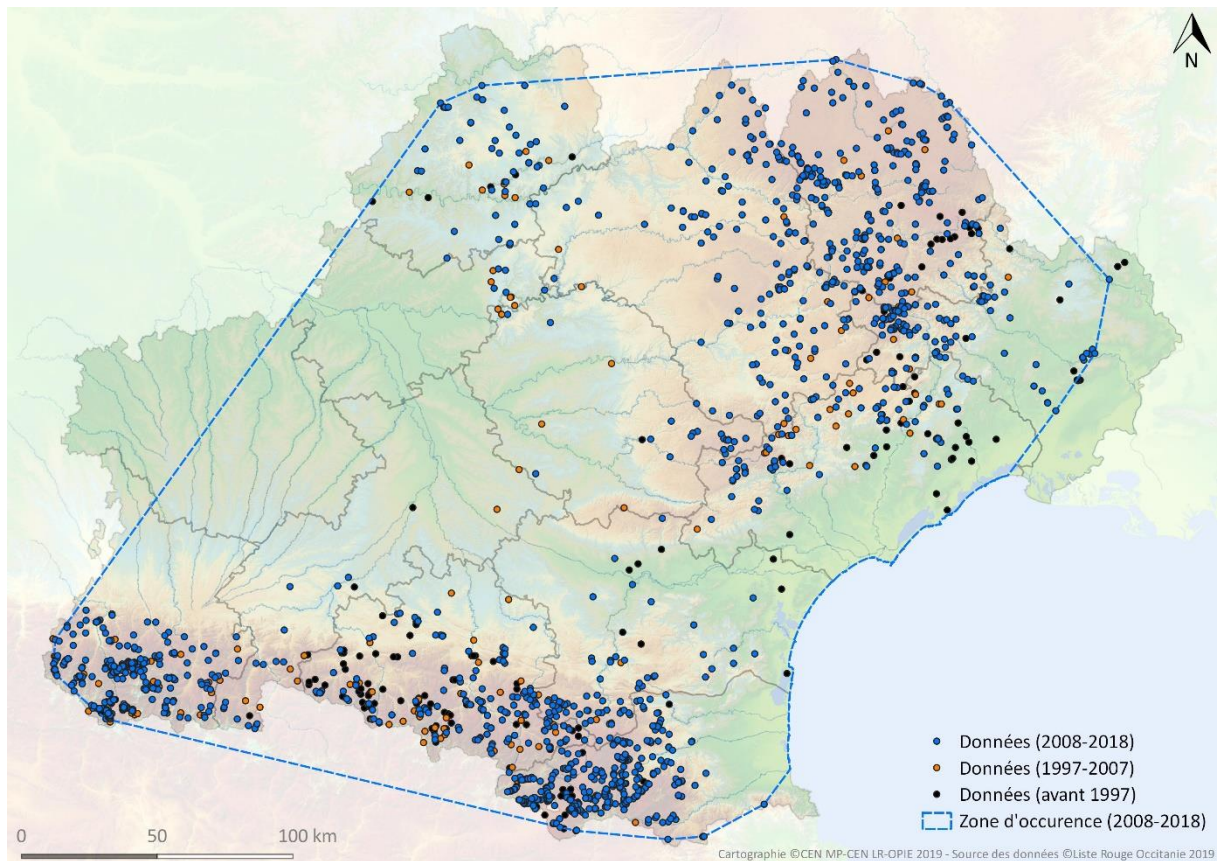 N
Données (2008-2018)
Données (1997-2007)
Données (avant 1997)
Zone d'occurence (2008-2018)
0 50 100 km
Cartographie ©CEN MP-CEN LR-OPIE 2019 - Source des données ©Liste Rouge Occitanie 2019